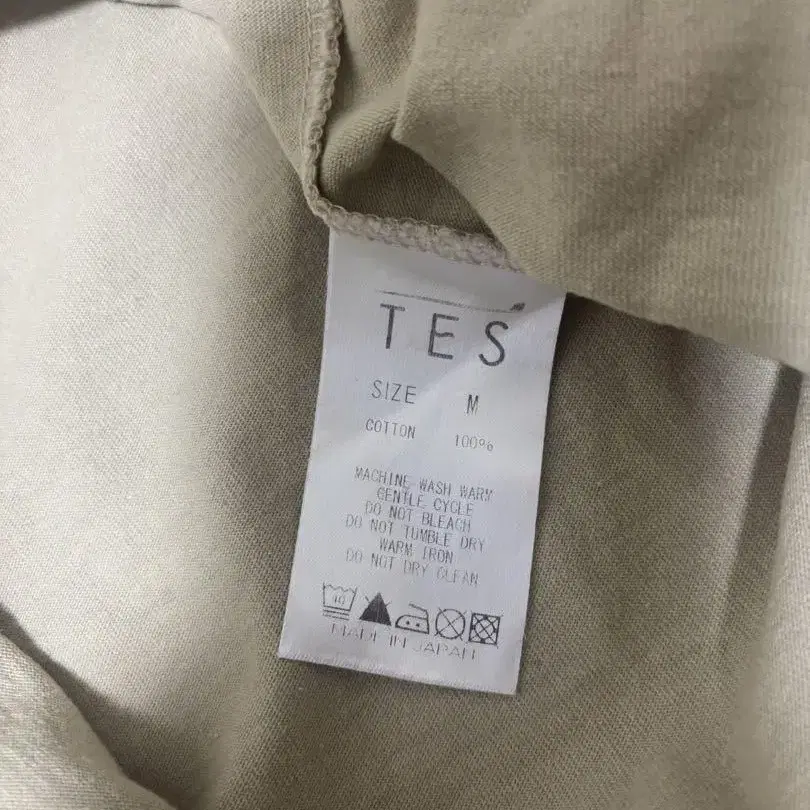 TES
SIZE M
COTTON 100%
MACHINE WASH WARM
GENTLE CYCLE
DO NOT BLEACH
DO NOT TUMBLE DRY
WARM IRON
DO NOT DRY CLEAN
40
MADE IN JAPAN